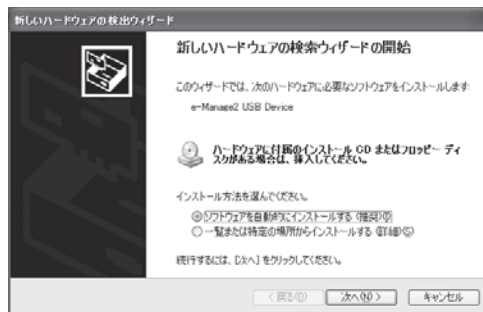 新しいハードウェアの検出ウィザード
新しいハードウェアの検索ウィザードの開始
このウィザードでは、次のハードウェアに必要なソフトウェアをインストールします:
e-Manage2 USB Device
ハードウェアに付属のインストール CD またはフロッピー ディ
スクがある場合は、挿入してください。
インストール方法を選んでください。
ソフトウェアを自動的にインストールする (推奨)(I)
一覧または特定の場所からインストールする (詳細)(S)
続行するには、[次へ] をクリックしてください。
< 戻る(B) 次へ(N) > キャンセル